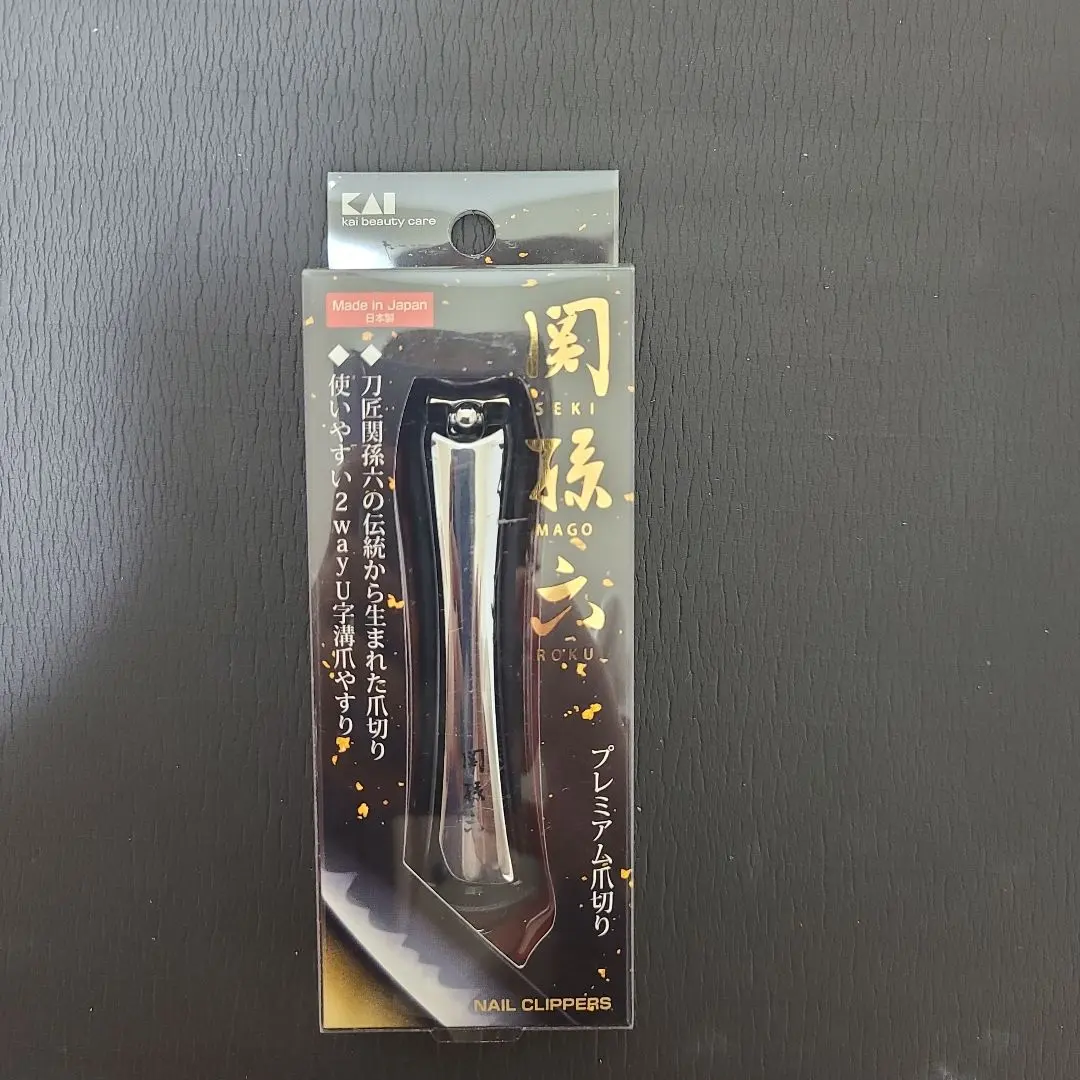 KAI
kai beauty care
Made in Japan
日本製
関
SEKI
孫
MAGO
六
ROKU
◆刀匠関孫六の伝統から生まれた爪切り
◆使いやすい2wayU字溝爪やすり
関孫六
プレミアム爪切り
NAIL CLIPPERS